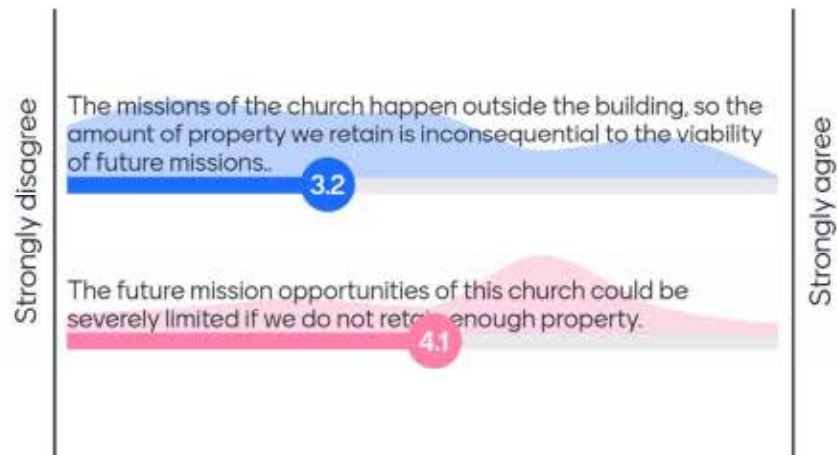 Strongly disagree
The missions of the church happen outside the building, so the
amount of property we retain is inconsequential to the viability
of future missions..
3.2
The future mission opportunities of this church could be
severely limited if we do not retain enough property.
4.1
Strongly agree